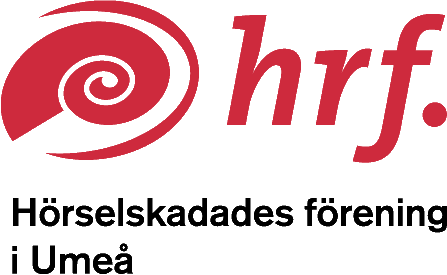 hrf.
Hörselskadades förening
i Umeå